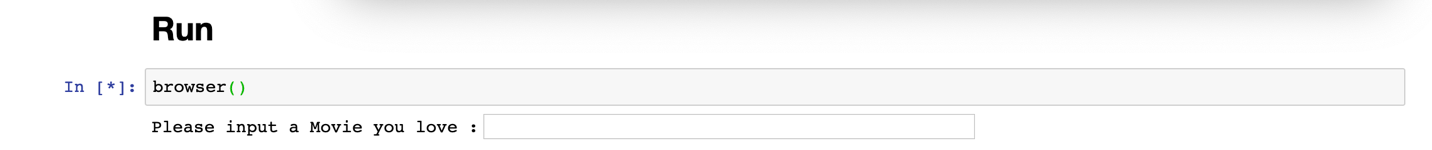 Run
In [*]: browser()
Please input a Movie you love :